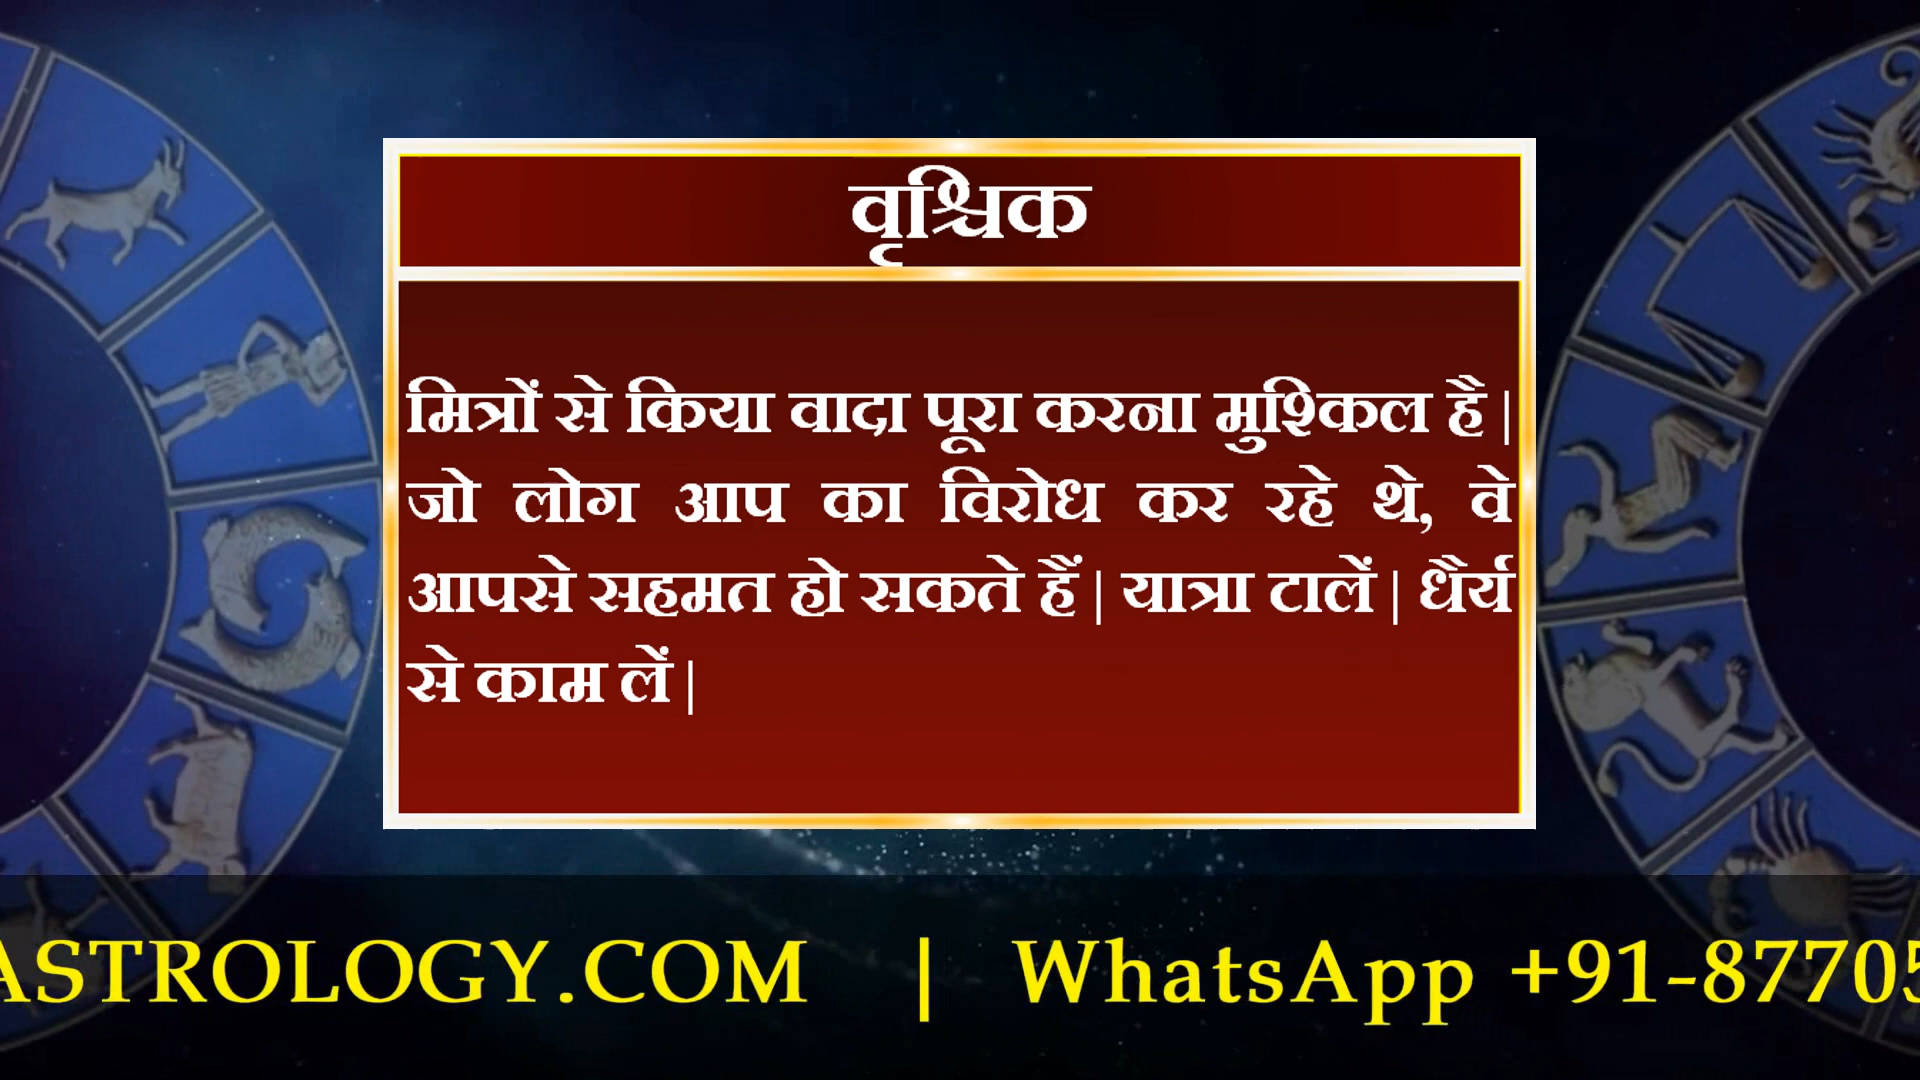 वृश्चिक
मित्रों से किया वादा पूरा करना मुश्किल है|
जो लोग आप का विरोध कर रहे थे, वे
आपसे सहमत हो सकते हैं| यात्रा टालें| धैर्य
से काम लें|
ASTROLOGY.COM | WhatsApp +91-87705